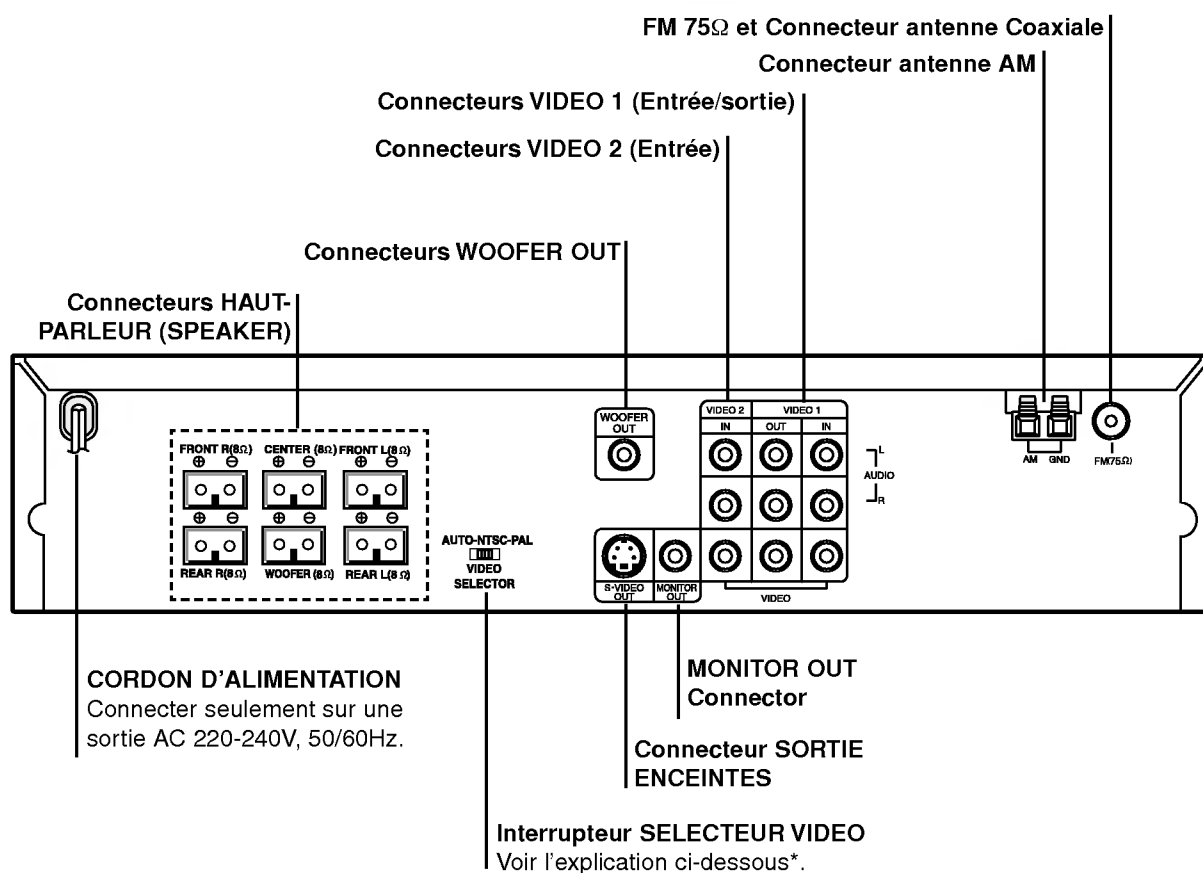 FM 75Ω et Connecteur antenne Coaxiale
Connecteur antenne AM
Connecteurs VIDEO 1 (Entrée/sortie)
Connecteurs VIDEO 2 (Entrée)
Connecteurs WOOFER OUT
Connecteurs HAUT-
PARLEUR (SPEAKER)
FRONT R(8Ω) CENTER (8Ω) FRONT L(8Ω)
⊕ ⊖ ⊕ ⊖ ⊕ ⊖
⊕ ⊖ ⊕ ⊖ ⊕ ⊖
REAR R(8Ω) WOOFER (8Ω) REAR L(8Ω)
AUTO-NTSC-PAL
VIDEO
SELECTOR
WOOFER
OUT
VIDEO 2 VIDEO 1
IN OUT IN
L
AUDIO
R
S-VIDEO
OUT
MONITOR
OUT
VIDEO
AM GND
FM(75Ω)
CORDON D'ALIMENTATION
Connecter seulement sur une
sortie AC 220-240V, 50/60Hz.
MONITOR OUT
Connector
Connecteur SORTIE
ENCEINTES
Interrupteur SELECTEUR VIDEO
Voir l'explication ci-dessous*.